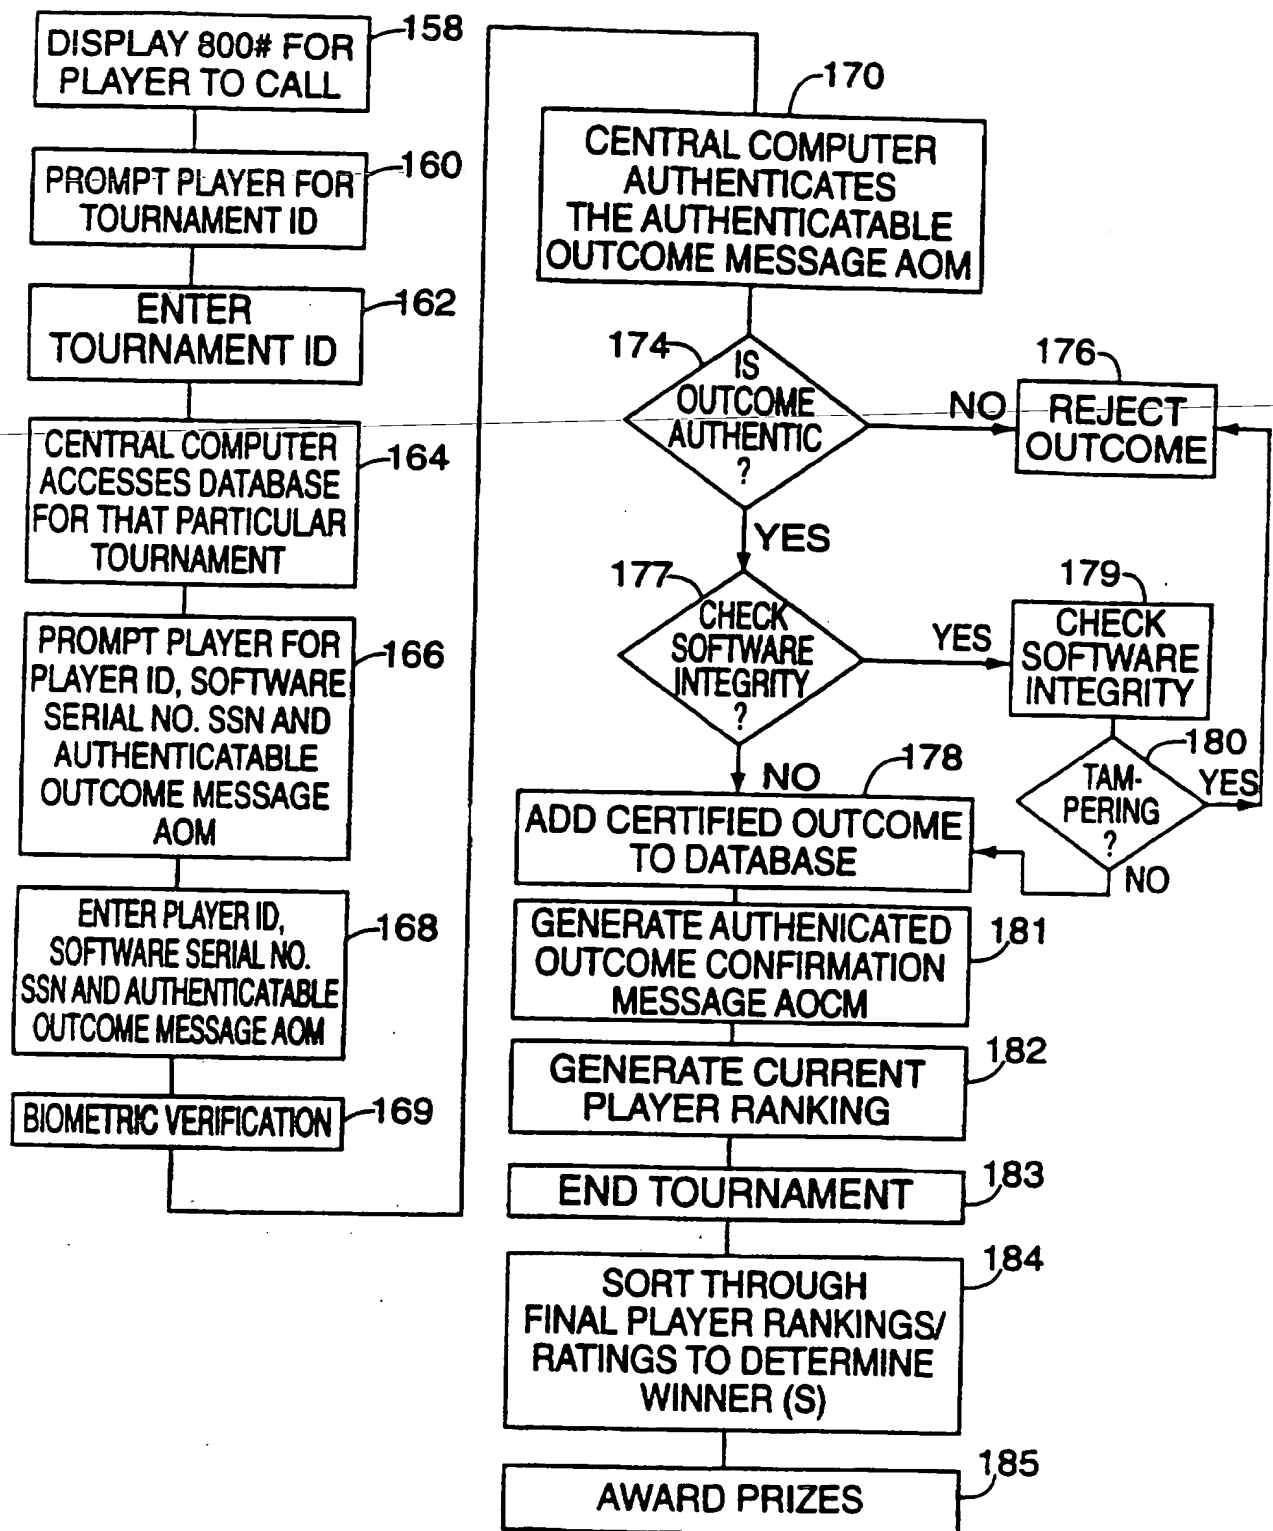 DISPLAY 800# FOR
PLAYER TO CALL
158
PROMPT PLAYER FOR
TOURNAMENT ID
160
ENTER
TOURNAMENT ID
162
CENTRAL COMPUTER
ACCESSES DATABASE
FOR THAT PARTICULAR
TOURNAMENT
164
PROMPT PLAYER FOR
PLAYER ID, SOFTWARE
SERIAL NO. SSN AND
AUTHENTICATABLE
OUTCOME MESSAGE
AOM
166
ENTER PLAYER ID,
SOFTWARE SERIAL NO.
SSN AND AUTHENTICATABLE
OUTCOME MESSAGE AOM
168
BIOMETRIC VERIFICATION
169
170
CENTRAL COMPUTER
AUTHENTICATES
THE AUTHENTICATABLE
OUTCOME MESSAGE AOM
174
IS
OUTCOME
AUTHENTIC
?
NO
176
REJECT
OUTCOME
YES
177
CHECK
SOFTWARE
INTEGRITY
?
YES
179
CHECK
SOFTWARE
INTEGRITY
180
TAM-
PERING
?
YES
NO
NO
178
ADD CERTIFIED OUTCOME
TO DATABASE
GENERATE AUTHENICATED
OUTCOME CONFIRMATION
MESSAGE AOCM
181
GENERATE CURRENT
PLAYER RANKING
182
END TOURNAMENT
183
SORT THROUGH
FINAL PLAYER RANKINGS/
RATINGS TO DETERMINE
WINNER (S)
184
AWARD PRIZES
185